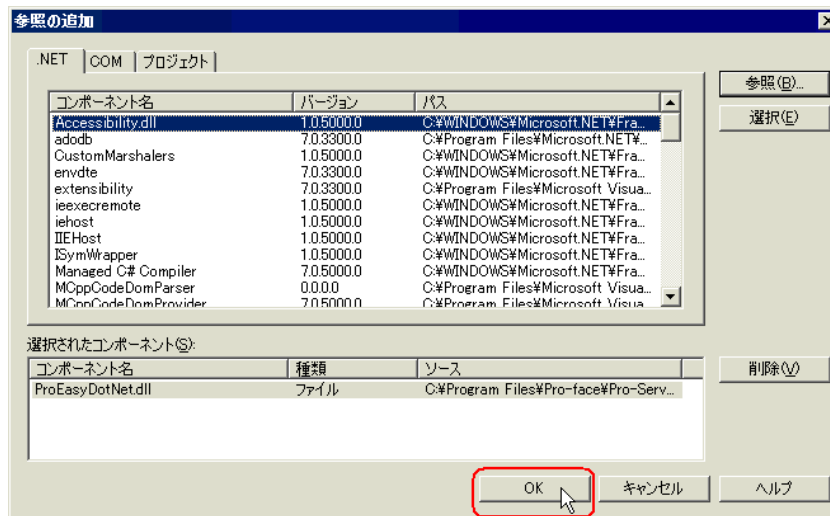 参照の追加
.NET COM プロジェクト
参照(B)...
選択(E)
コンポーネント名 バージョン パス
Accessibility.dll 1.0.5000.0 C:¥WINDOWS¥Microsoft.NET¥Fra...
adodb 7.0.3300.0 C:¥Program Files¥Microsoft.NET¥...
CustomMarshalers 1.0.5000.0 C:¥WINDOWS¥Microsoft.NET¥Fra...
envdte 7.0.3300.0 C:¥WINDOWS¥Microsoft.NET¥Fra...
extensibility 7.0.3300.0 C:¥Program Files¥Microsoft Visua...
ieexecremote 1.0.5000.0 C:¥WINDOWS¥Microsoft.NET¥Fra...
iehost 1.0.5000.0 C:¥WINDOWS¥Microsoft.NET¥Fra...
IIEHost 1.0.5000.0 C:¥WINDOWS¥Microsoft.NET¥Fra...
ISymWrapper 1.0.5000.0 C:¥WINDOWS¥Microsoft.NET¥Fra...
Managed C# Compiler 7.0.5000.0 C:¥WINDOWS¥Microsoft.NET¥Fra...
MCppCodeDomParser 0.0.0.0 C:¥Program Files¥Microsoft Visua...
MCppCodeDomProvider 7.0.5000.0 C:¥Program Files¥Microsoft Visua...
選択されたコンポーネント(S):
コンポーネント名 種類 ソース
ProEasyDotNet.dll ファイル C:¥Program Files¥Pro-face¥Pro-Serv...
削除(V)
OK キャンセル ヘルプ